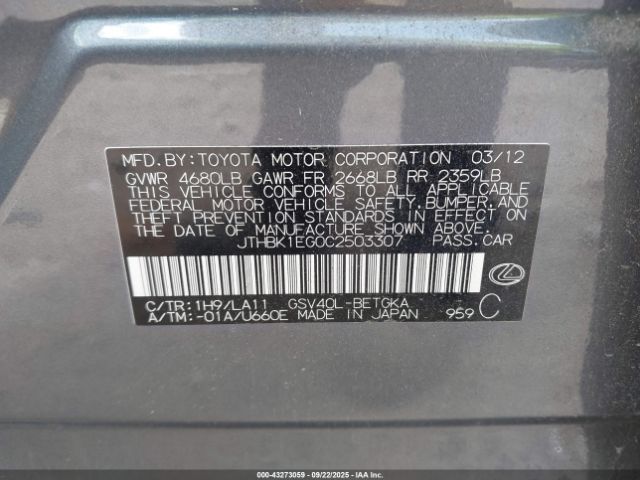 MFD.BY:TOYOTA MOTOR CORPORATION 03/12
GVWR 4680LB GAWR FR 2668LB RR 2359LB
THIS VEHICLE CONFORMS TO ALL APPLICABLE
FEDERAL MOTOR VEHICLE SAFETY,BUMPER,AND
THEFT PREVENTION STANDARDS IN EFFECT ON
THE DATE OF MANUFACTURE SHOWN ABOVE.
JTHBK1EG0C2503307 PASS.CAR
C/TR:1H9/LA11 GSV40L-BETGKA
A/TM:-01A/U660E MADE IN JAPAN 959 C
000-43273059 - 09/22/2025 - IAAI, Inc.